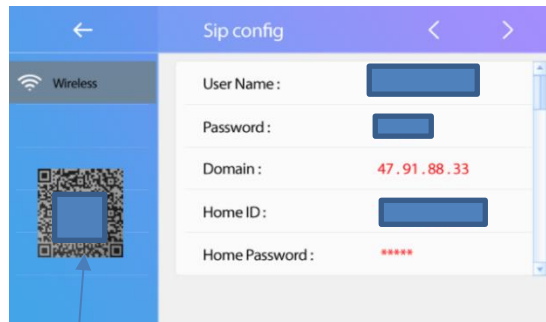 Sip config
Wireless
User Name :
Password :
Domain : 47.91.88.33
Home ID :
Home Password : *****